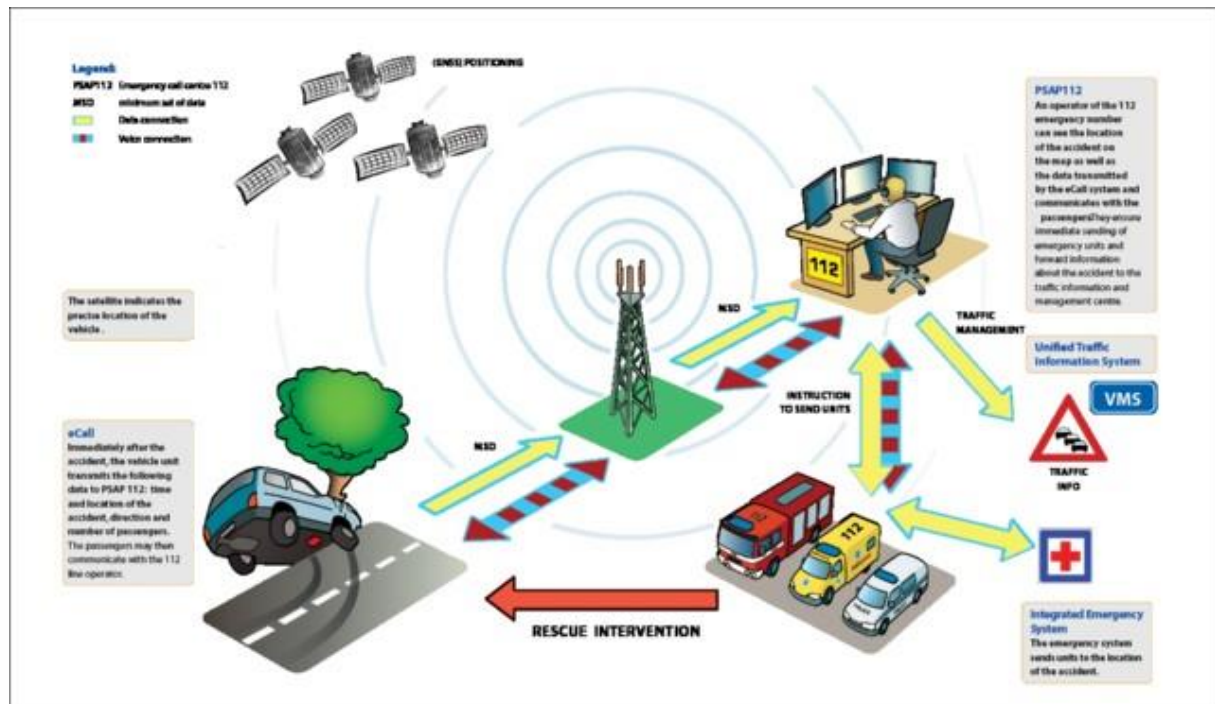 Legend:
PSAP112 Emergency call centre 112
MSD minimum set of data
Data connection
Voice connection
(GNSS) POSITIONING
PSAP112
An operator of the 112
emergency number
can see the location
of the accident on
the map as well as
the data transmitted
by the eCall system and
communicates with the
passengersThey ensure
immediate sending of
emergency units and
forward information
about the accident to the
traffic information and
management centre.
112
The satellite indicates the
precise location of the
vehicle .
MSD
TRAFFIC
MANAGEMENT
Unified Traffic
Information System
VMS
INSTRUCTION
TO SEND UNITS
TRAFFIC
INFO
eCall
Immediately after the
accident, the vehicle unit
transmits the following
data to PSAP 112: time
and location of the
accident, direction and
number of passengers.
The passengers may then
communicate with the 112
line operator.
MSD
112
POLICE
RESCUE INTERVENTION
Integrated Emergency
System
The emergency system
sends units to the location
of the accident.